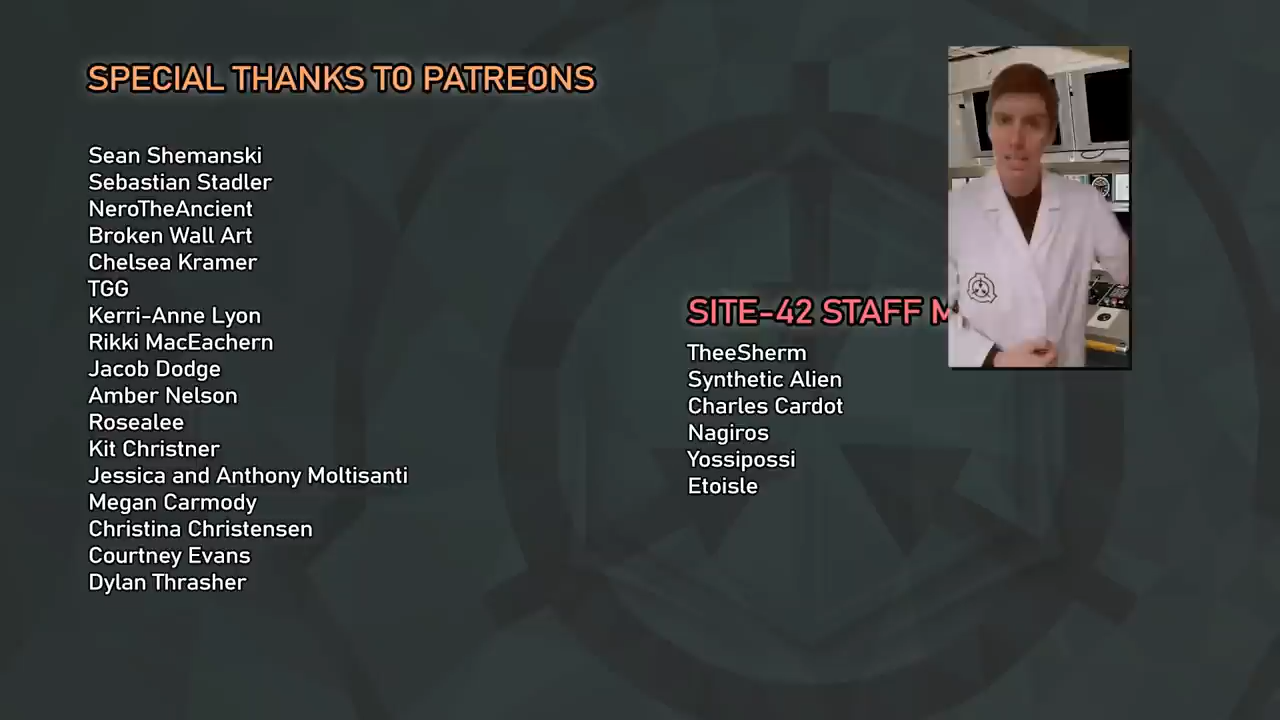 SPECIAL THANKS TO PATREONS
Sean Shemanski
Sebastian Stadler
NeroTheAncient
Broken Wall Art
Chelsea Kramer
TGG
Kerri-Anne Lyon
Rikki MacEachern
Jacob Dodge
Amber Nelson
Rosealee
Kit Christner
Jessica and Anthony Moltisanti
Megan Carmody
Christina Christensen
Courtney Evans
Dylan Thrasher
SITE-42 STAFF
TheeSherm
Synthetic Alien
Charles Cardot
Nagiros
Yossipossi
Etoisle